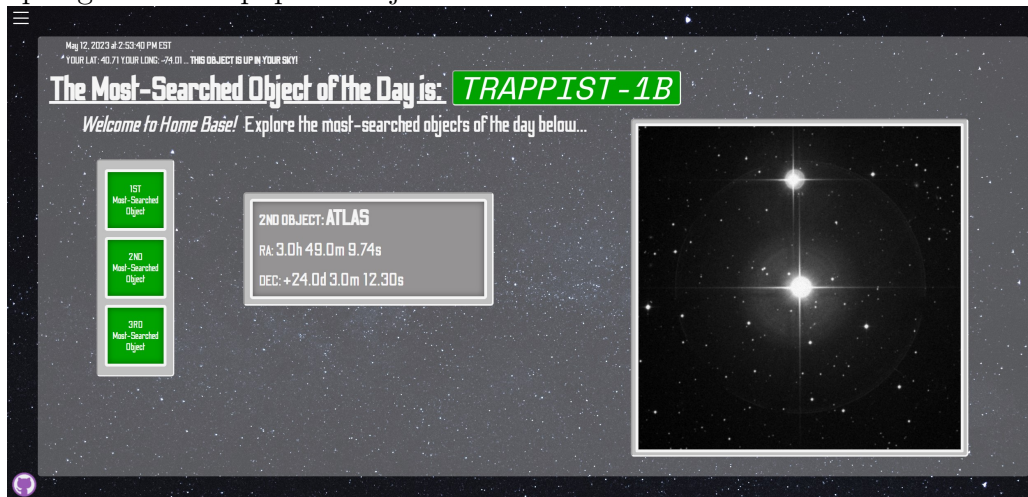 May 12, 2023 at 2:53:40 PM EST
YOUR LAT: 40.71 YOUR LONG: -74.01 ... THIS OBJECT IS UP IN YOUR SKY!
The Most-Searched Object of the Day is: TRAPPIST-1B
Welcome to Home Base! Explore the most-searched objects of the day below...
1ST
Most-Searched
Object
2ND
Most-Searched
Object
3RD
Most-Searched
Object
2ND OBJECT: ATLAS
RA: 3.0h 49.0m 9.74s
DEC: +24.0d 3.0m 12.30s